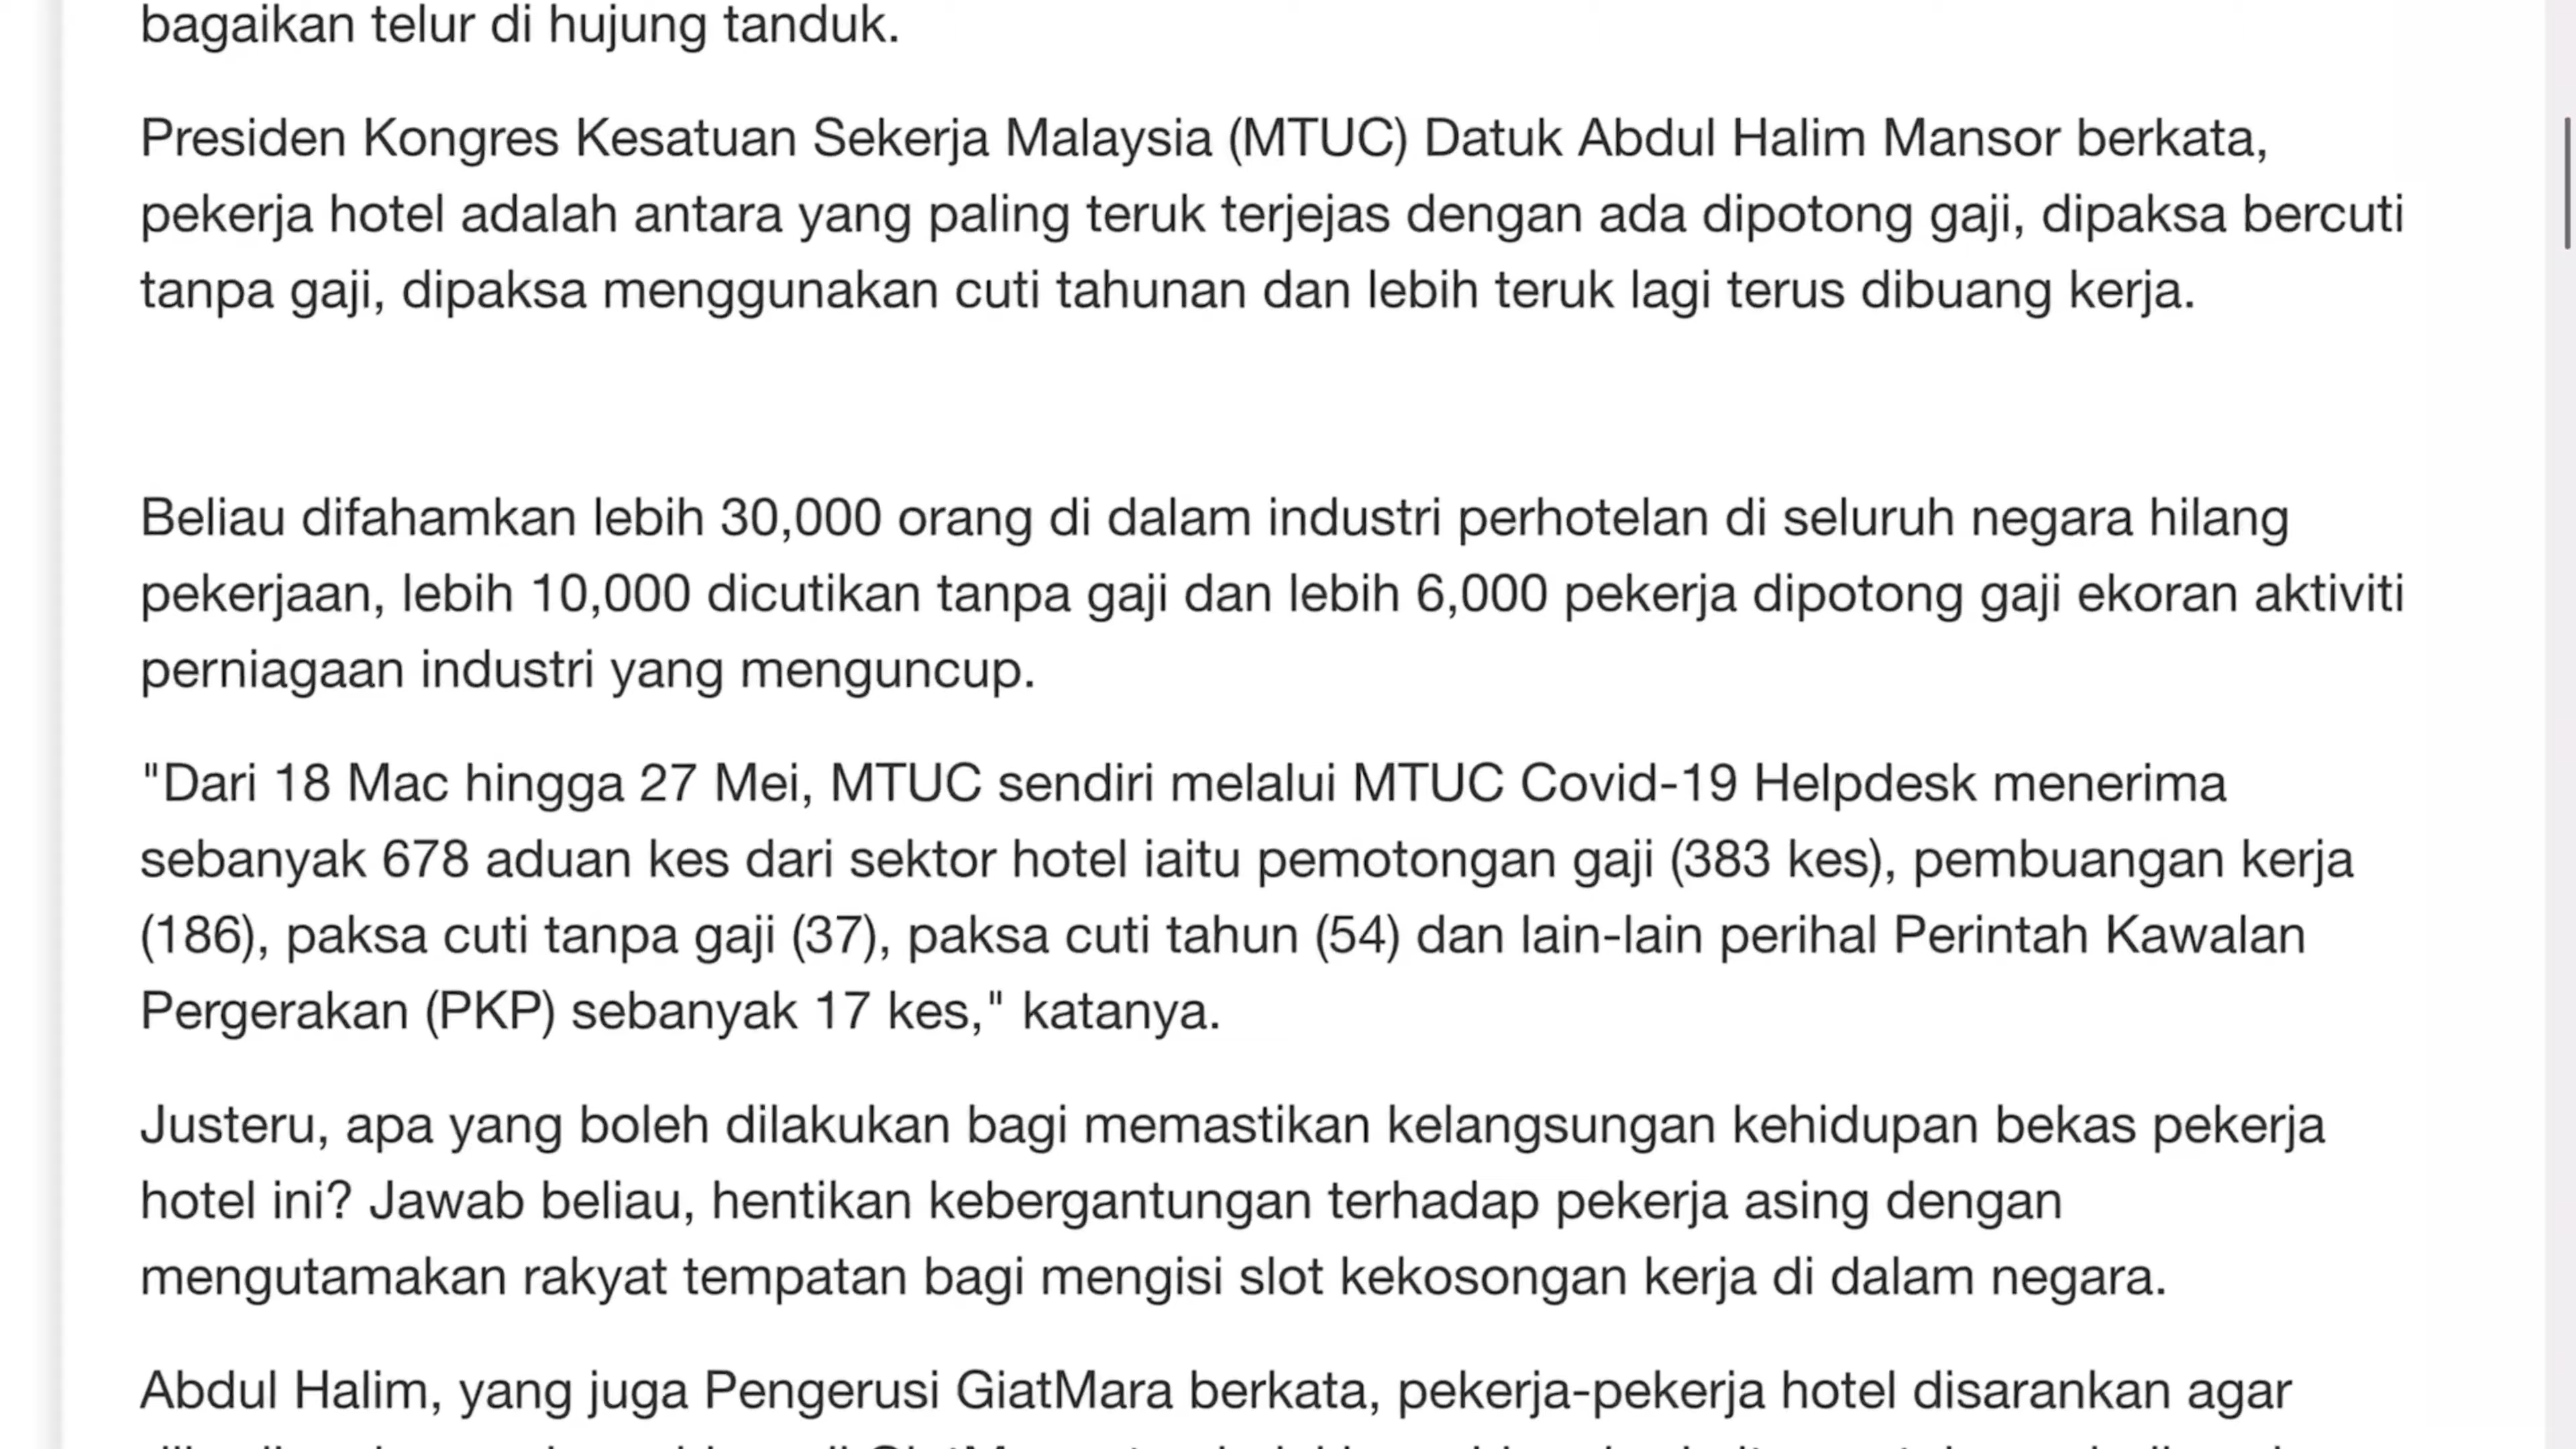 bagaikan telur di hujung tanduk.
Presiden Kongres Kesatuan Sekerja Malaysia (MTUC) Datuk Abdul Halim Mansor berkata,
pekerja hotel adalah antara yang paling teruk terjejas dengan ada dipotong gaji, dipaksa bercuti
tanpa gaji, dipaksa menggunakan cuti tahunan dan lebih teruk lagi terus dibuang kerja.
Beliau difahamkan lebih 30,000 orang di dalam industri perhotelan di seluruh negara hilang
pekerjaan, lebih 10,000 dicutikan tanpa gaji dan lebih 6,000 pekerja dipotong gaji ekoran aktiviti
perniagaan industri yang menguncup.
"Dari 18 Mac hingga 27 Mei, MTUC sendiri melalui MTUC Covid-19 Helpdesk menerima
sebanyak 678 aduan kes dari sektor hotel iaitu pemotongan gaji (383 kes), pembuangan kerja
(186), paksa cuti tanpa gaji (37), paksa cuti tahun (54) dan lain-lain perihal Perintah Kawalan
Pergerakan (PKP) sebanyak 17 kes," katanya.
Justeru, apa yang boleh dilakukan bagi memastikan kelangsungan kehidupan bekas pekerja
hotel ini? Jawab beliau, hentikan kebergantungan terhadap pekerja asing dengan
mengutamakan rakyat tempatan bagi mengisi slot kekosongan kerja di dalam negara.
Abdul Halim, yang juga Pengerusi GiatMara berkata, pekerja-pekerja hotel disarankan agar